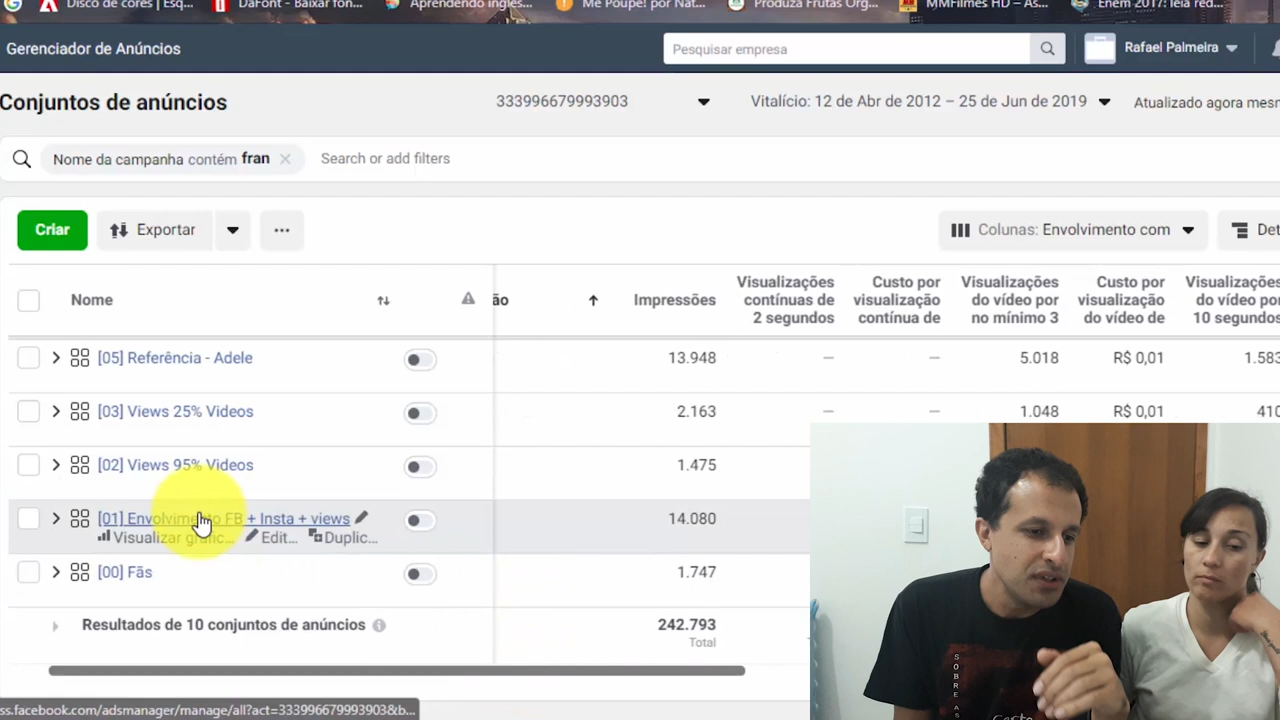 Disco de cores | Esq...
DaFont - Baixar fon...
Aprendendo inglês...
Me Poupe! por Nat...
Produza Frutas Org...
MMFilmes HD – As...
Enem 2017: leia red...
Gerenciador de Anúncios
Pesquisar empresa
Rafael Palmeira
Conjuntos de anúncios
333996679993903
Vitalício: 12 de Abr de 2012 – 25 de Jun de 2019
Atualizado agora mesm
Nome da campanha contém fran
Search or add filters
Criar
Exportar
Colunas: Envolvimento com
Det
Nome
ão
Impressões
Visualizações
contínuas de
2 segundos
Custo por
visualização
contínua de
Visualizações
do vídeo por
no mínimo 3
Custo por
visualização
do vídeo de
Visualizações
do vídeo por
10 segundos
[05] Referência - Adele
13.948
—
—
5.018
R$ 0,01
1.583
[03] Views 25% Videos
2.163
—
—
1.048
R$ 0,01
410
[02] Views 95% Videos
1.475
[01] Envolvimento FB + Insta + views
14.080
Visualizar gráfic...
Edit...
Duplic...
[00] Fãs
1.747
Resultados de 10 conjuntos de anúncios
242.793
Total
ss.facebook.com/adsmanager/manage/all?act=333996679993903&b...
SOBRE AS